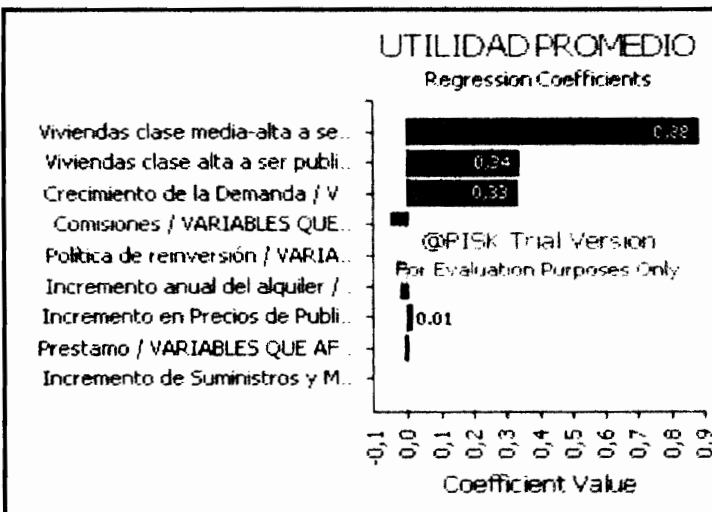 UTILIDAD PROMEDIO
Regression Coefficients
Viviendas clase media-alta a se...
0,88
Viviendas clase alta a ser publi...
0,34
Crecimiento de la Demanda / V
0,33
Comisiones / VARIABLES QUE...
@RISK Trial Version
Política de reinversión / VARIA...
For Evaluation Purposes Only
Incremento anual del alquiler / .
Incremento en Precios de Publi...
0.01
Prestamo / VARIABLES QUE AF...
Incremento de Suministros y M...
-0,1 0,0 0,1 0,2 0,3 0,4 0,5 0,6 0,7 0,8 0,9
Coefficient Value